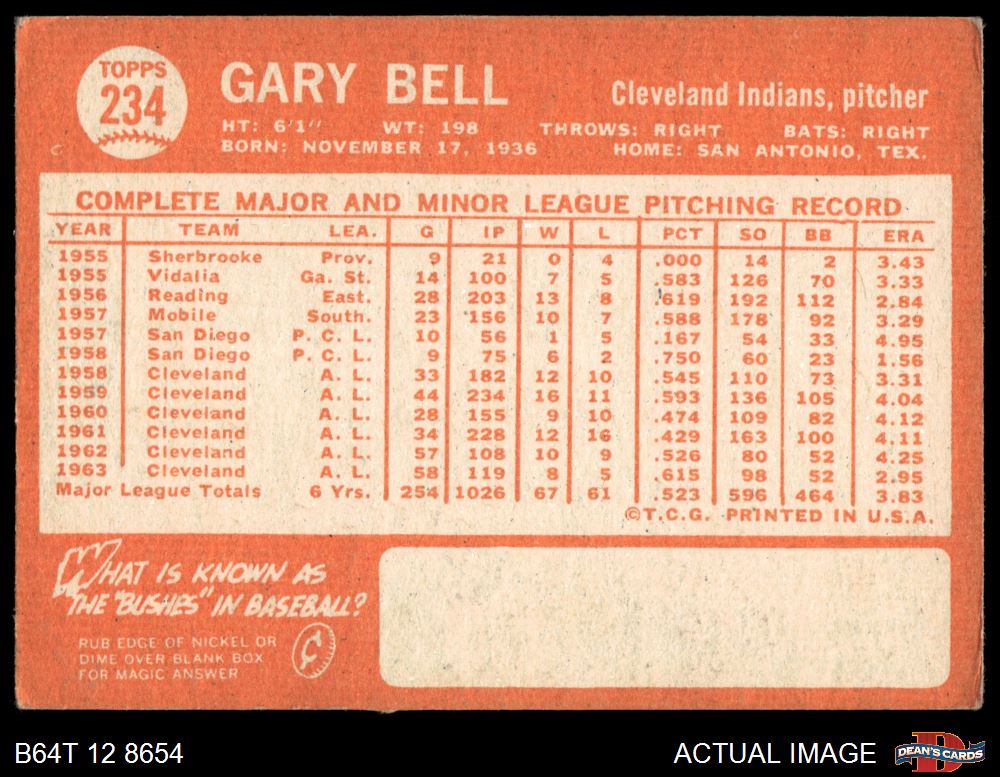 TOPPS
234
GARY BELL
Cleveland Indians, pitcher
HT: 6'1" WT: 198 THROWS: RIGHT BATS: RIGHT
BORN: NOVEMBER 17, 1936 HOME: SAN ANTONIO, TEX.
COMPLETE MAJOR AND MINOR LEAGUE PITCHING RECORD
YEAR TEAM LEA. G IP W L PCT SO BB ERA
1955 Sherbrooke Prov. 9 21 0 4 .000 14 2 3.43
1955 Vidalia Ga. St. 14 100 7 5 .583 126 70 3.33
1956 Reading East. 28 203 13 8 .619 192 112 2.84
1957 Mobile South. 23 156 10 7 .588 178 92 3.29
1957 San Diego P. C. L. 10 56 1 5 .167 54 33 4.95
1958 San Diego P. C. L. 9 75 6 2 .750 60 23 1.56
1958 Cleveland A. L. 33 182 12 10 .545 110 73 3.31
1959 Cleveland A. L. 44 234 16 11 .593 136 105 4.04
1960 Cleveland A. L. 28 155 9 10 .474 109 82 4.12
1961 Cleveland A. L. 34 228 12 16 .429 163 100 4.11
1962 Cleveland A. L. 57 108 10 9 .526 80 52 4.25
1963 Cleveland A. L. 58 119 8 5 .615 98 52 2.95
Major League Totals 6 Yrs. 254 1026 67 61 .523 596 464 3.83
©T.C.G. PRINTED IN U.S.A.
WHAT IS KNOWN AS
THE "BUSHES" IN BASEBALL?
RUB EDGE OF NICKEL OR
DIME OVER BLANK BOX
FOR MAGIC ANSWER
B64T 12 8654
ACTUAL IMAGE
DEAN'S CARDS